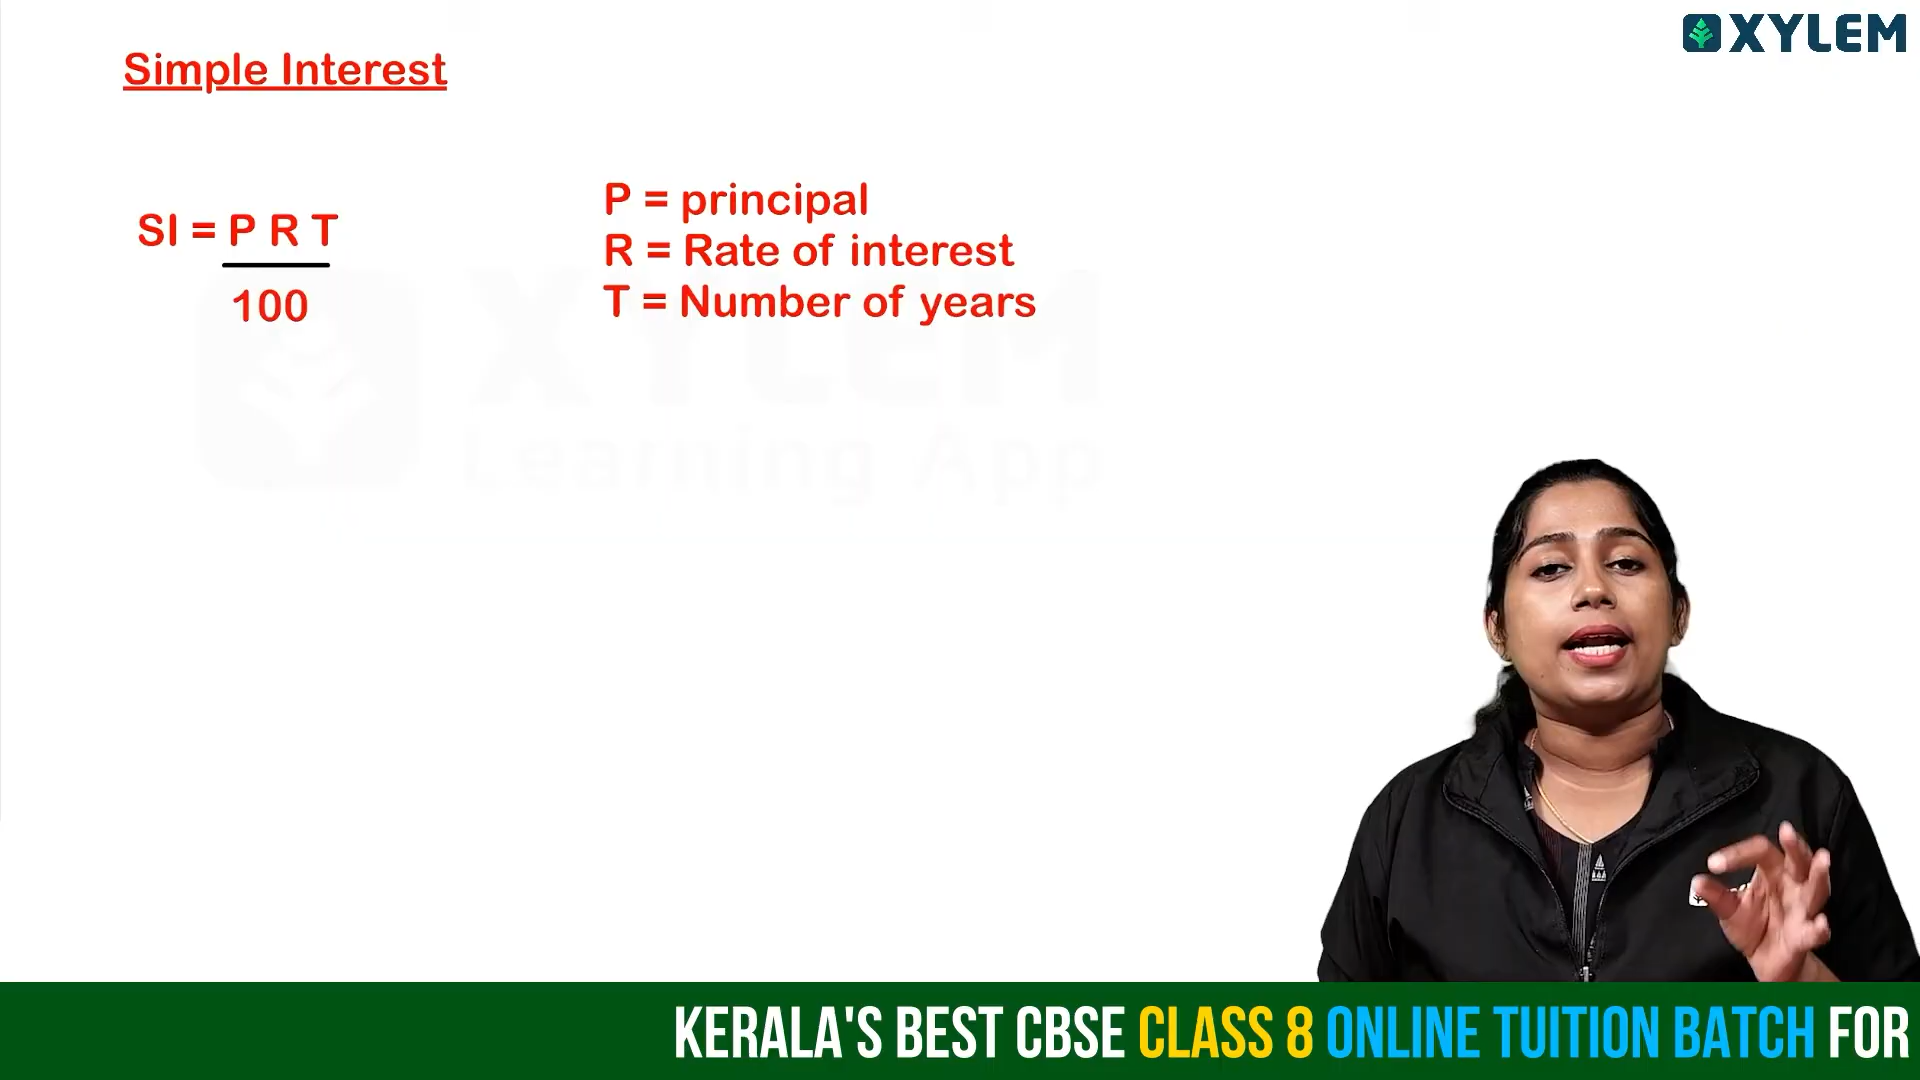 XYLEM
Simple Interest
SI = P R T
100
P = principal
R = Rate of interest
T = Number of years
XYLEM
Learning App
KERALA'S BEST CBSE CLASS 8 ONLINE TUITION BATCH FOR